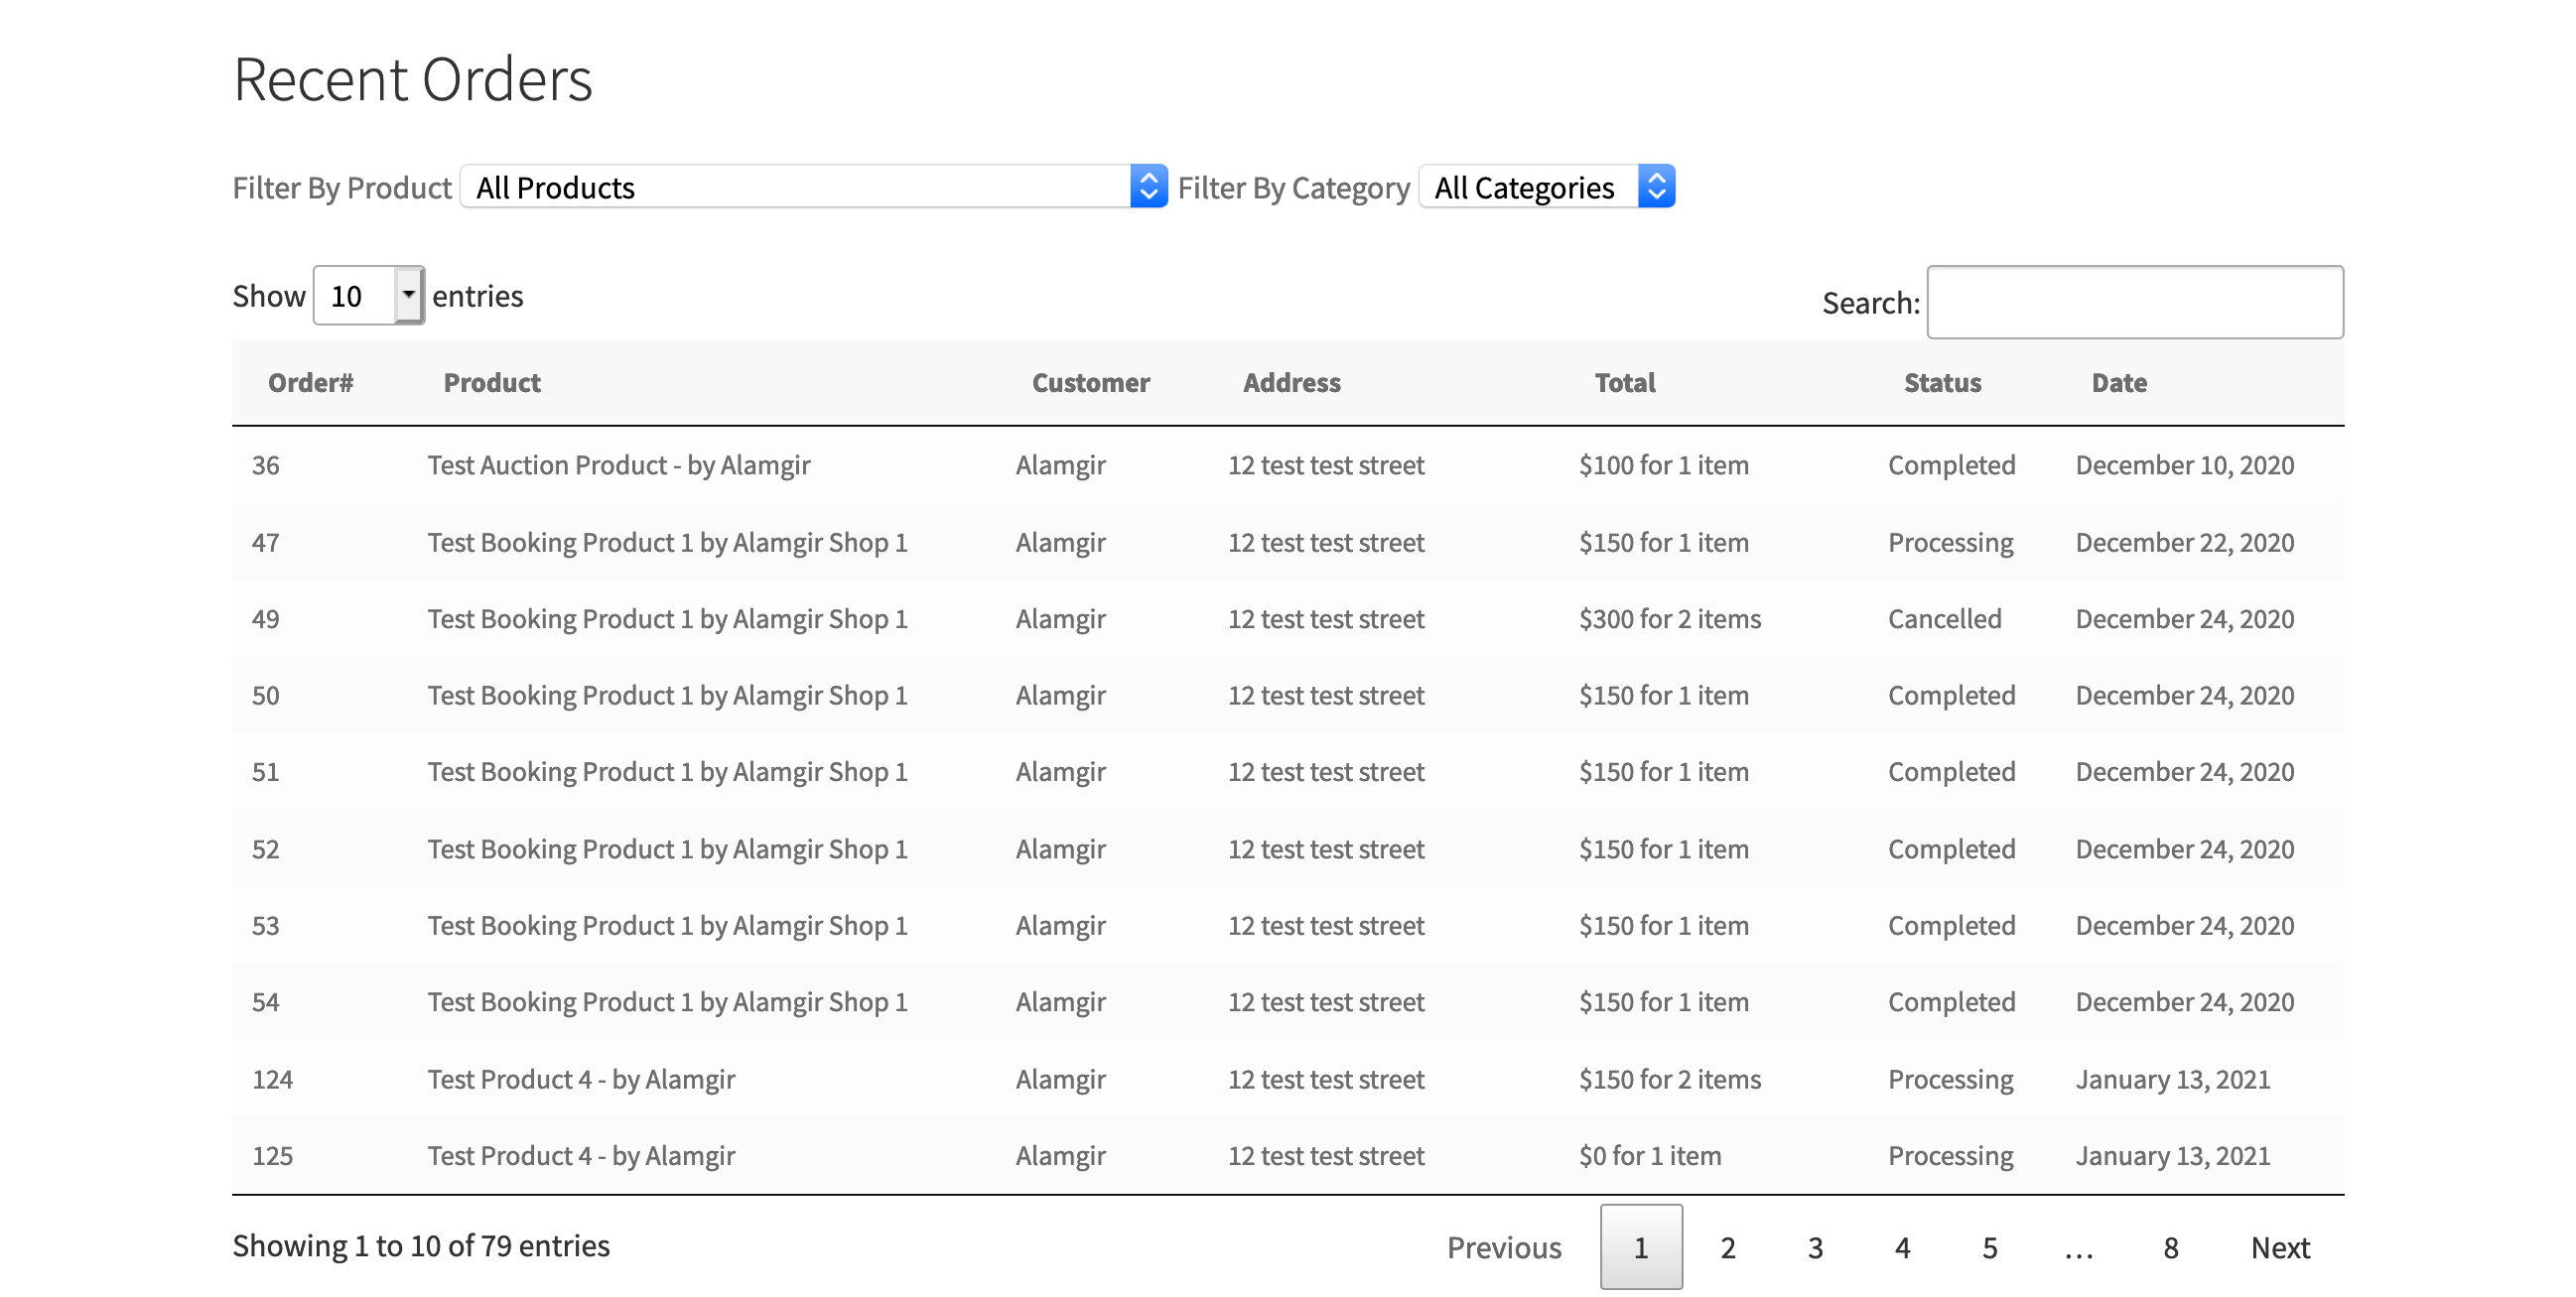 Recent Orders
Filter By Product All Products Filter By Category All Categories
Show 10 entries Search:
Order# Product Customer Address Total Status Date
36 Test Auction Product - by Alamgir Alamgir 12 test test street $100 for 1 item Completed December 10, 2020
47 Test Booking Product 1 by Alamgir Shop 1 Alamgir 12 test test street $150 for 1 item Processing December 22, 2020
49 Test Booking Product 1 by Alamgir Shop 1 Alamgir 12 test test street $300 for 2 items Cancelled December 24, 2020
50 Test Booking Product 1 by Alamgir Shop 1 Alamgir 12 test test street $150 for 1 item Completed December 24, 2020
51 Test Booking Product 1 by Alamgir Shop 1 Alamgir 12 test test street $150 for 1 item Completed December 24, 2020
52 Test Booking Product 1 by Alamgir Shop 1 Alamgir 12 test test street $150 for 1 item Completed December 24, 2020
53 Test Booking Product 1 by Alamgir Shop 1 Alamgir 12 test test street $150 for 1 item Completed December 24, 2020
54 Test Booking Product 1 by Alamgir Shop 1 Alamgir 12 test test street $150 for 1 item Completed December 24, 2020
124 Test Product 4 - by Alamgir Alamgir 12 test test street $150 for 2 items Processing January 13, 2021
125 Test Product 4 - by Alamgir Alamgir 12 test test street $0 for 1 item Processing January 13, 2021
Showing 1 to 10 of 79 entries Previous 1 2 3 4 5 … 8 Next